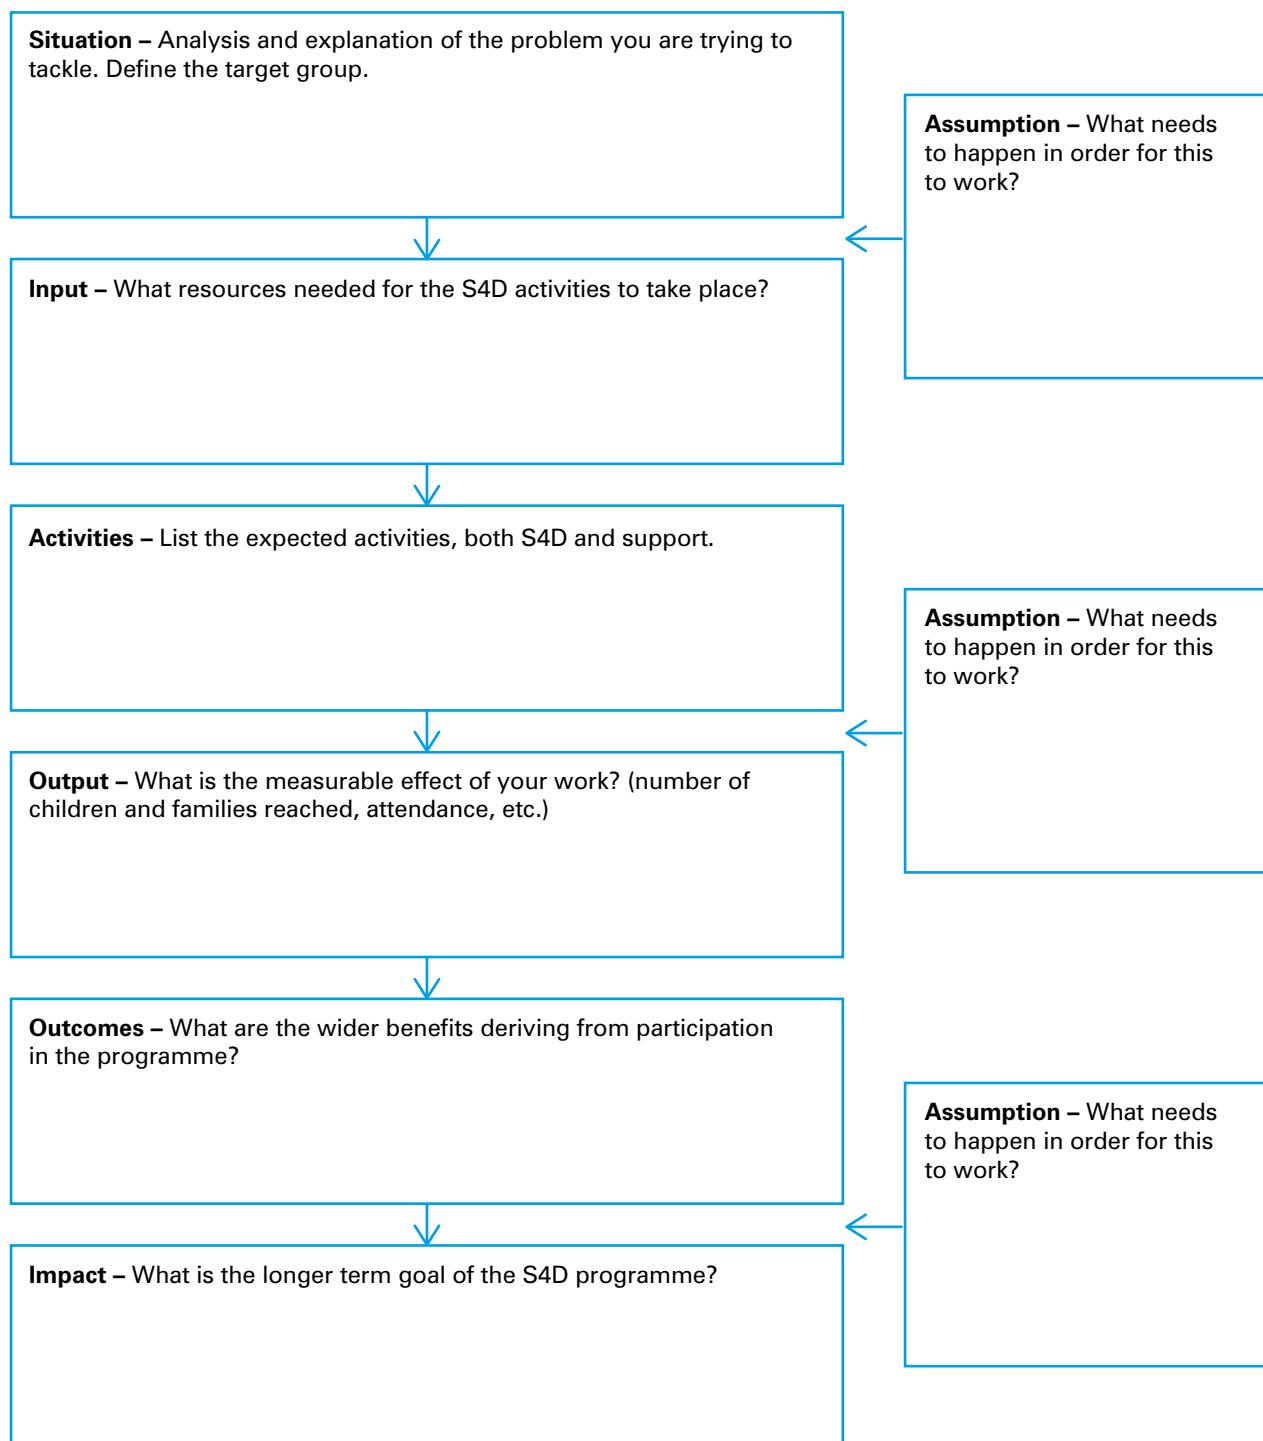 Situation – Analysis and explanation of the problem you are trying to
tackle. Define the target group.
Assumption – What needs
to happen in order for this
to work?
Input – What resources needed for the S4D activities to take place?
Activities – List the expected activities, both S4D and support.
Assumption – What needs
to happen in order for this
to work?
Output – What is the measurable effect of your work? (number of
children and families reached, attendance, etc.)
Outcomes – What are the wider benefits deriving from participation
in the programme?
Assumption – What needs
to happen in order for this
to work?
Impact – What is the longer term goal of the S4D programme?